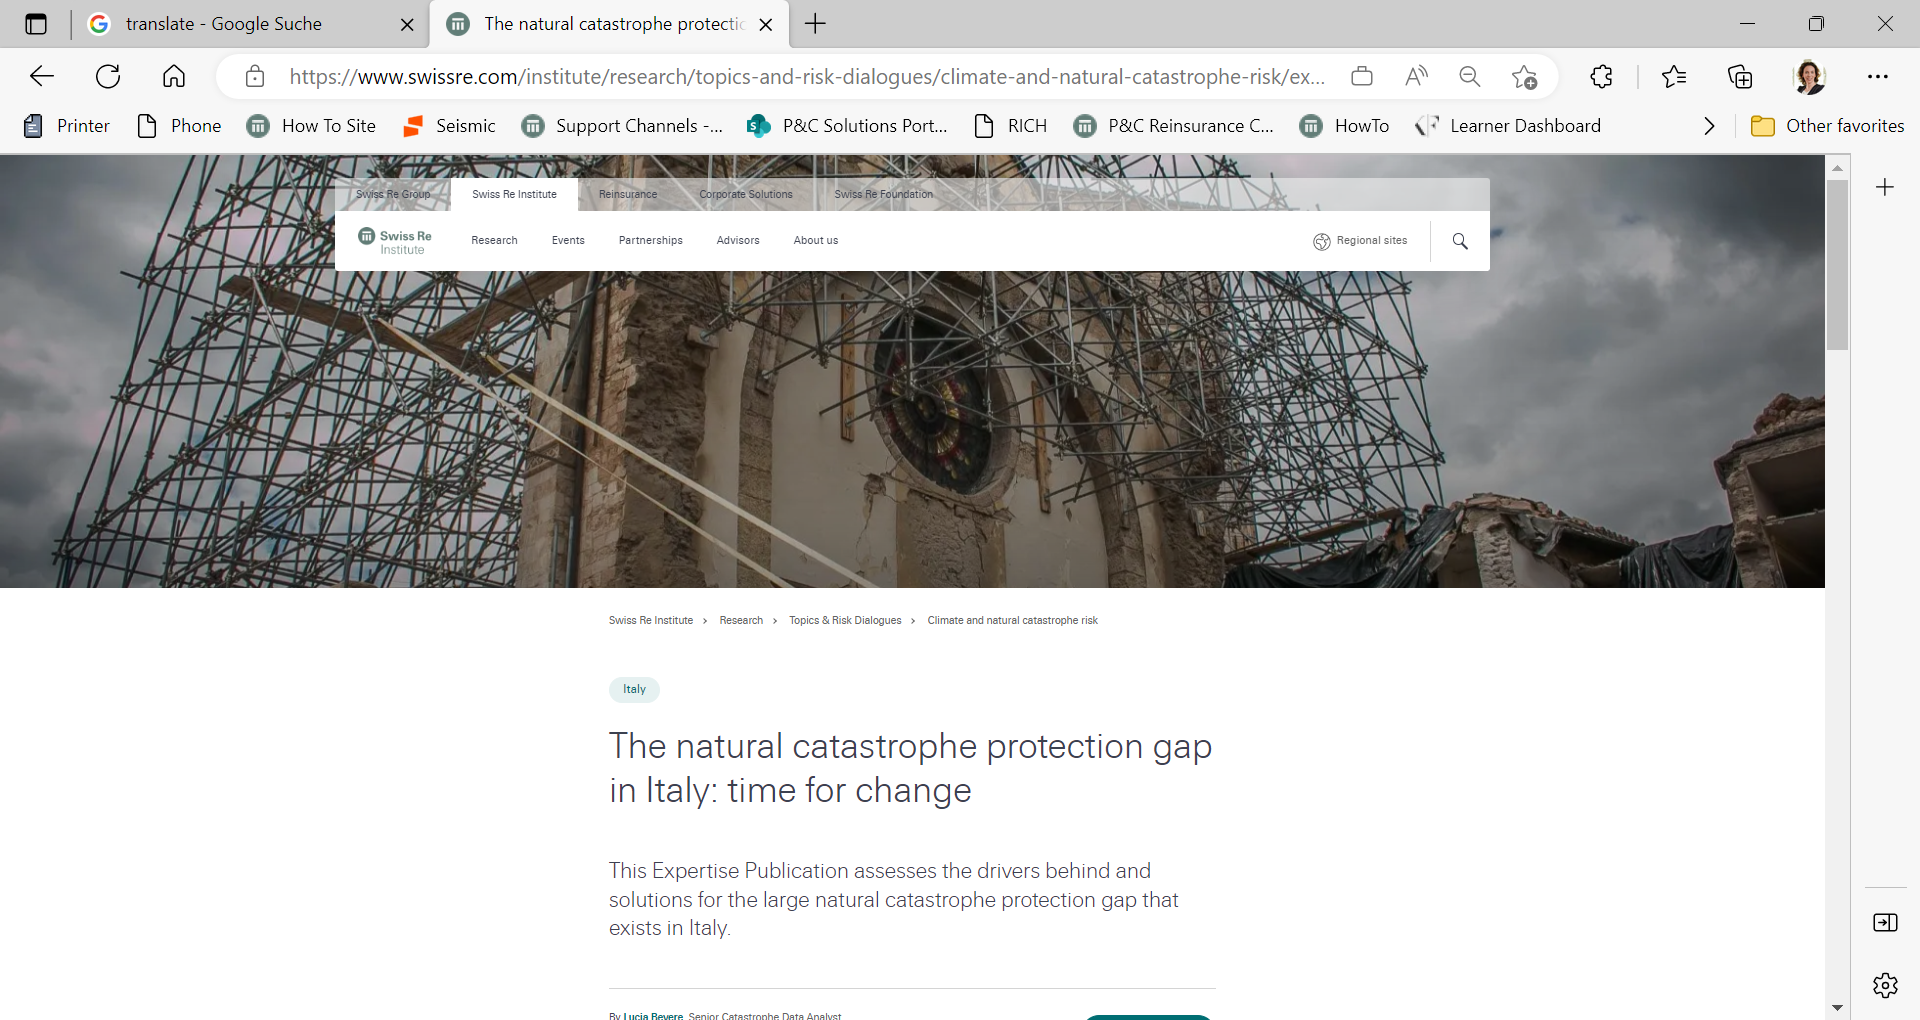 translate - Google Suche
The natural catastrophe protectic
https://www.swissre.com/institute/research/topics-and-risk-dialogues/climate-and-natural-catastrophe-risk/ex...
Printer
Phone
How To Site
Seismic
Support Channels -...
P&C Solutions Port...
RICH
P&C Reinsurance C...
HowTo
Learner Dashboard
Other favorites
Swiss Re Group
Swiss Re Institute
Reinsurance
Corporate Solutions
Swiss Re Foundation
Swiss Re
Institute
Research
Events
Partnerships
Advisors
About us
Regional sites
Swiss Re Institute > Research > Topics & Risk Dialogues > Climate and natural catastrophe risk
Italy
The natural catastrophe protection gap
in Italy: time for change
This Expertise Publication assesses the drivers behind and
solutions for the large natural catastrophe protection gap that
exists in Italy.
By Lucia Bevere, Senior Catastrophe Data Analyst